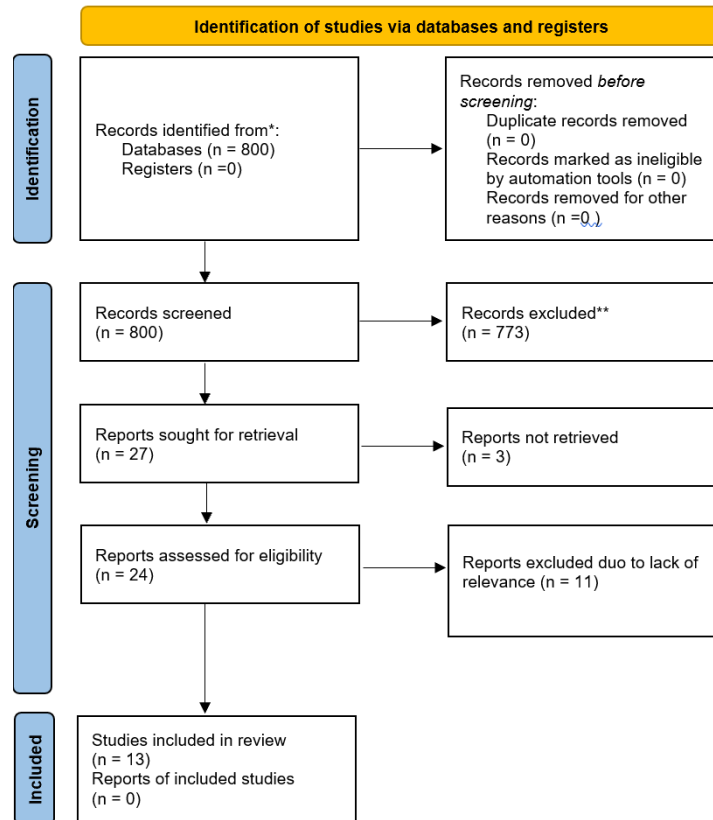 Identification of studies via databases and registers
Identification
Records identified from*:
Databases (n = 800)
Registers (n =0)
Records removed before
screening:
Duplicate records removed
(n = 0)
Records marked as ineligible
by automation tools (n = 0)
Records removed for other
reasons (n =0 )
Screening
Records screened
(n = 800)
Records excluded**
(n = 773)
Reports sought for retrieval
(n = 27)
Reports not retrieved
(n = 3)
Reports assessed for eligibility
(n = 24)
Reports excluded duo to lack of
relevance (n = 11)
Included
Studies included in review
(n = 13)
Reports of included studies
(n = 0)